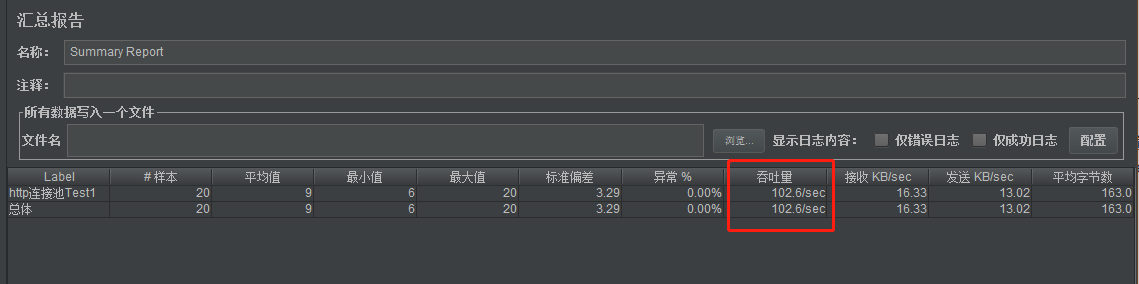 汇总报告
名称： Summary Report
注释：
所有数据写入一个文件
文件名 浏览... 显示日志内容： 仅错误日志 仅成功日志 配置
Label # 样本 平均值 最小值 最大值 标准偏差 异常 % 吞吐量 接收 KB/sec 发送 KB/sec 平均字节数
http连接池Test1 20 9 6 20 3.29 0.00% 102.6/sec 16.33 13.02 163.0
总体 20 9 6 20 3.29 0.00% 102.6/sec 16.33 13.02 163.0